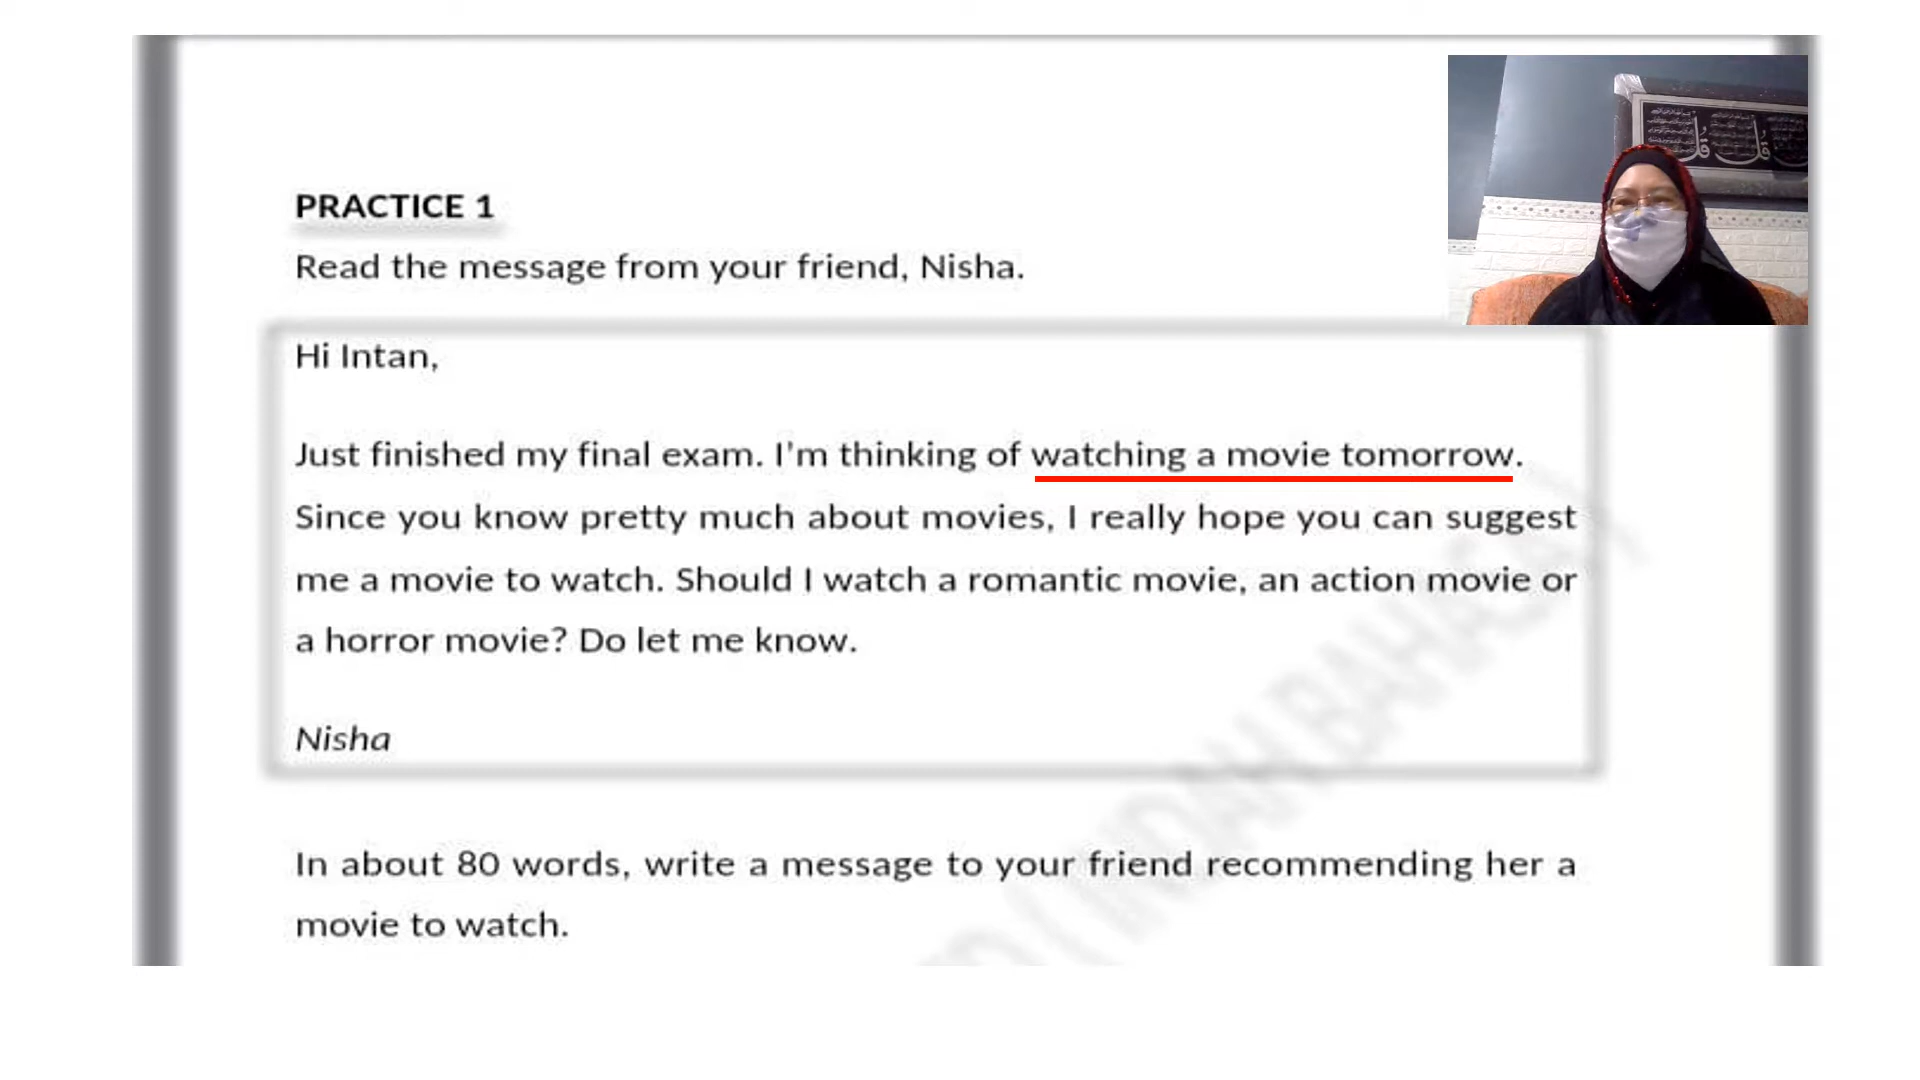 PRACTICE 1
Read the message from your friend, Nisha.
Hi Intan,
Just finished my final exam. I'm thinking of watching a movie tomorrow.
Since you know pretty much about movies, I really hope you can suggest
me a movie to watch. Should I watch a romantic movie, an action movie or
a horror movie? Do let me know.
Nisha
In about 80 words, write a message to your friend recommending her a
movie to watch.